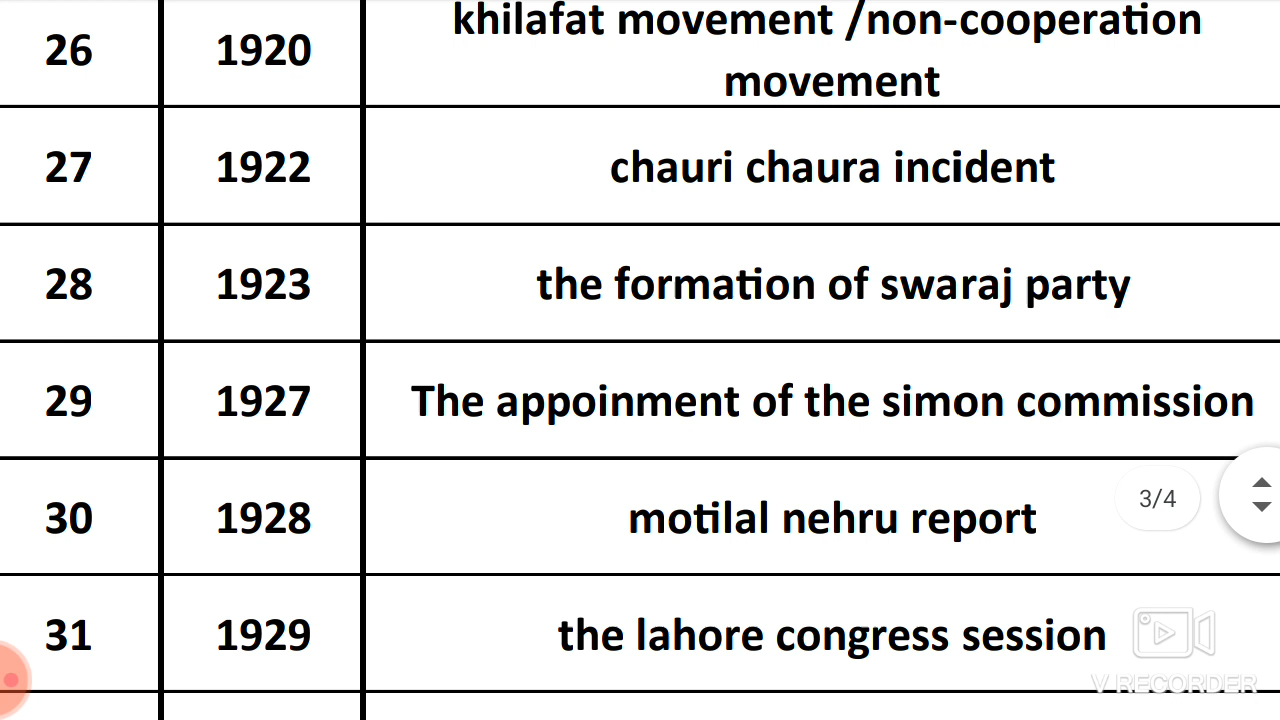 26 1920 khilafat movement /non-cooperation
movement
27 1922 chauri chaura incident
28 1923 the formation of swaraj party
29 1927 The appoinment of the simon commission
30 1928 motilal nehru report
3/4
31 1929 the lahore congress session
V RECORDER